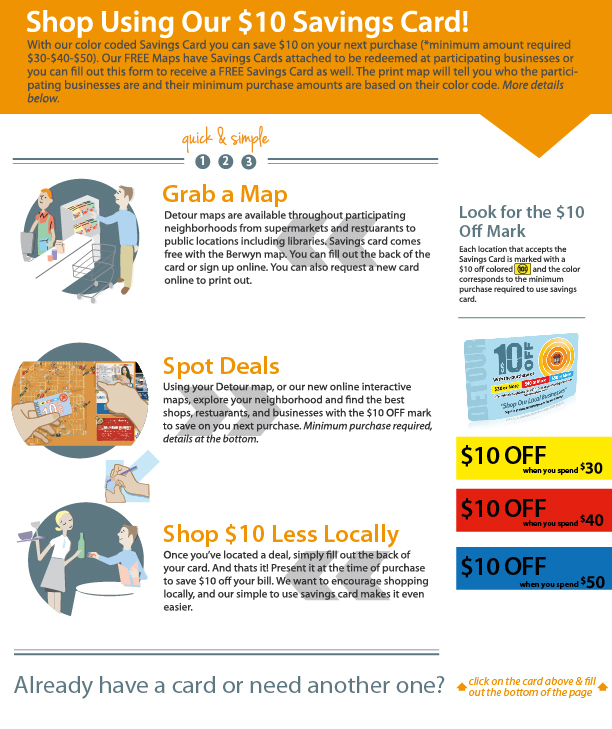 Shop Using Our $10 Savings Card!
With our color coded Savings Card you can save $10 on your next purchase (*minimum amount required
$30-$40-$50). Our FREE Maps have Savings Cards attached to be redeemed at participating businesses or
you can fill out this form to receive a FREE Savings Card as well. The print map will tell you who the partici-
pating businesses are and their minimum purchase amounts are based on their color code. More details
below.
quick & simple
1 2 3
Grab a Map
Detour maps are available throughout participating
neighborhoods from supermarkets and resturants to
public locations including libraries. Savings card comes
free with the Berwyn map. You can fill out the back of the
card or sign up online. You can also request a new card
online to print out.
Spot Deals
Using your Detour map, or our new online interactive
maps, explore your neighborhood and find the best
shops, resturants, and businesses with the $10 OFF mark
to save on you next purchase. Minimum purchase required,
details at the bottom.
Shop $10 Less Locally
Once you've located a deal, simply fill out the back of
your card. And thats it! Present it at the time of purchase
to save $10 off your bill. We want to encourage shopping
locally, and our simple to use savings card makes it even
easier.
Look for the $10
Off Mark
Each location that accepts the
Savings Card is marked with a
$10 off colored and the color
corresponds to the minimum
purchase required to use savings
card.
DETOUR
10 OFF
"Shop Our Local Businesses"
$10 OFF
when you spend $30
$10 OFF
when you spend $40
$10 OFF
when you spend $50
Already have a card or need another one?
click on the card above & fill
out the bottom of the page